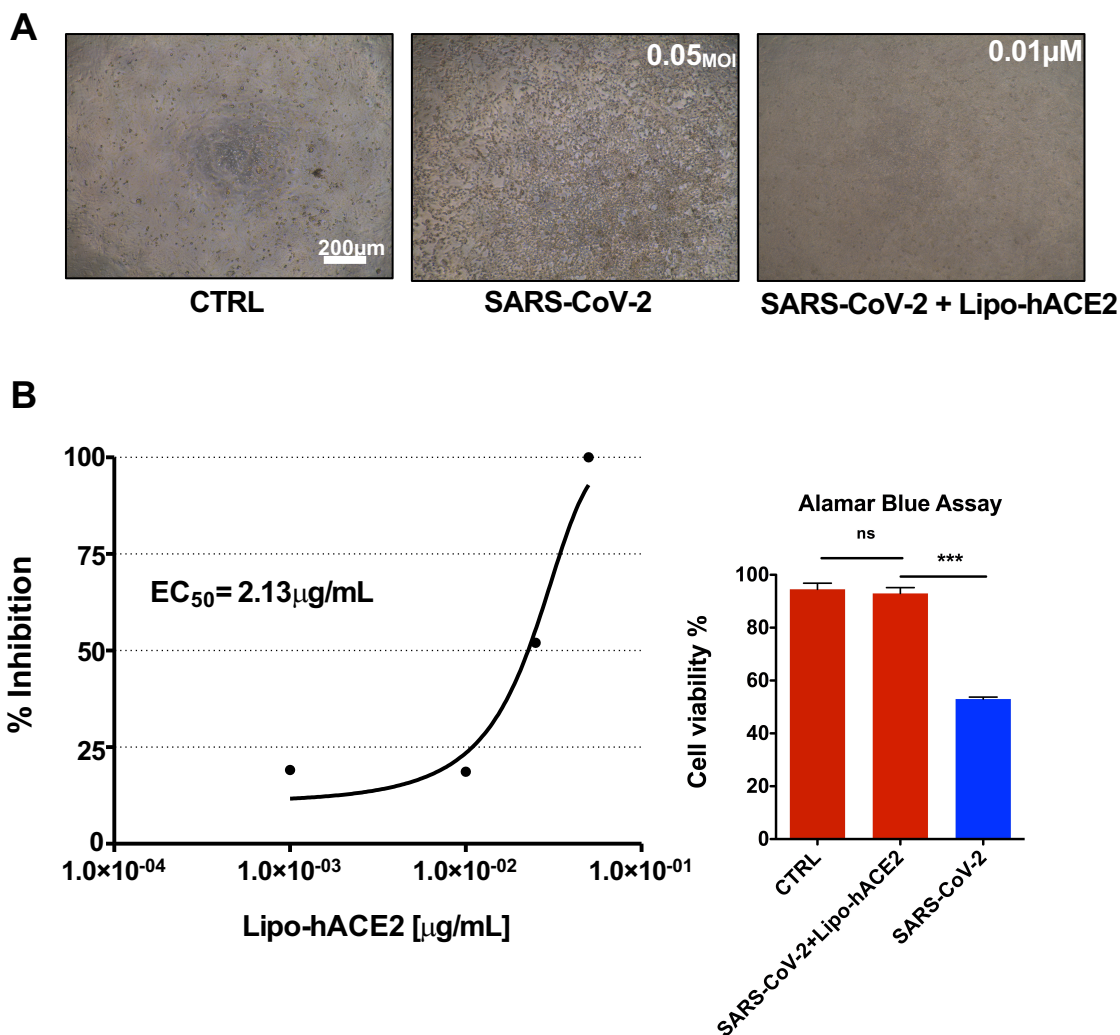 A
0.05MOI
0.01µM
200µm
CTRL
SARS-CoV-2
SARS-CoV-2 + Lipo-hACE2
B
100
75
50
25
0
% Inhibition
EC50= 2.13µg/mL
1.0×10-04
1.0×10-03
1.0×10-02
1.0×10-01
Lipo-hACE2 [µg/mL]
Alamar Blue Assay
ns
***
100
80
60
40
20
0
Cell viability %
CTRL
SARS-CoV-2+Lipo-hACE2
SARS-CoV-2